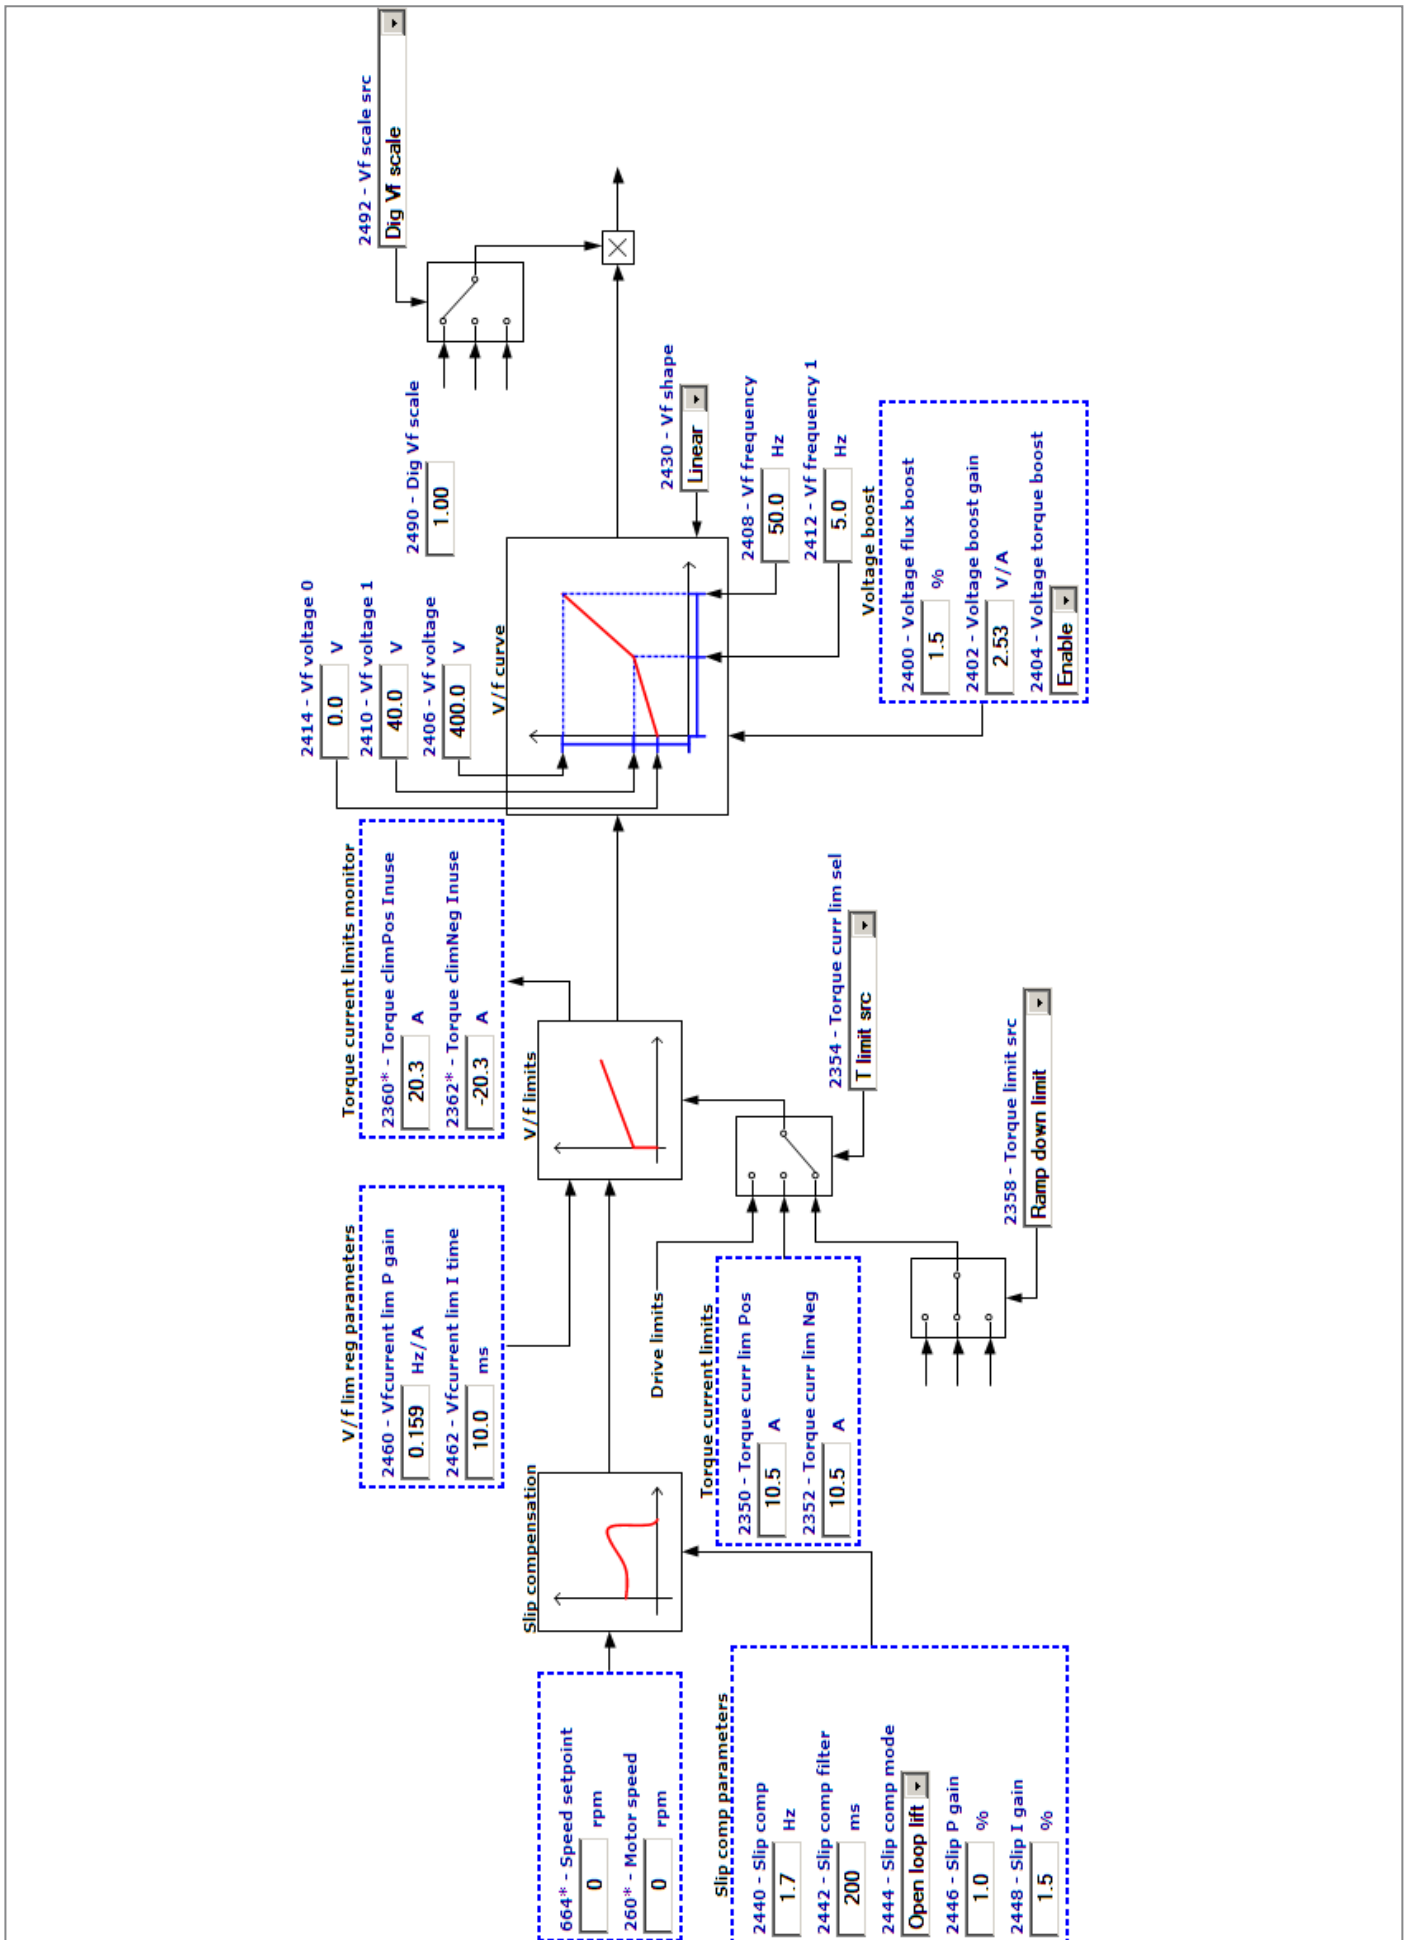 664* - Speed setpoint
0 rpm
260* - Motor speed
0 rpm
Slip comp parameters
2440 - Slip comp
1.7 Hz
2442 - Slip comp filter
200 ms
2444 - Slip comp mode
Open loop lift
2446 - Slip P gain
1.0 %
2448 - Slip I gain
1.5 %
Slip compensation
V/f lim reg parameters
2460 - Vfcurrent lim P gain
0.159 Hz/A
2462 - Vfcurrent lim I time
10.0 ms
Drive limits
Torque current limits
2350 - Torque curr lim Pos
10.5 A
2352 - Torque curr lim Neg
10.5 A
2358 - Torque limit src
Ramp down limit
2354 - Torque curr lim sel
T limit src
V/f limits
Torque current limits monitor
2360* - Torque climPos Inuse
20.3 A
2362* - Torque climNeg Inuse
-20.3 A
2414 - Vf voltage 0
0.0 V
2410 - Vf voltage 1
40.0 V
2406 - Vf voltage
400.0 V
V/f curve
2430 - Vf shape
Linear
2408 - Vf frequency
50.0 Hz
2412 - Vf frequency 1
5.0 Hz
Voltage boost
2400 - Voltage flux boost
1.5 %
2402 - Voltage boost gain
2.53 V/A
2404 - Voltage torque boost
Enable
2490 - Dig Vf scale
1.00
2492 - Vf scale src
Dig Vf scale